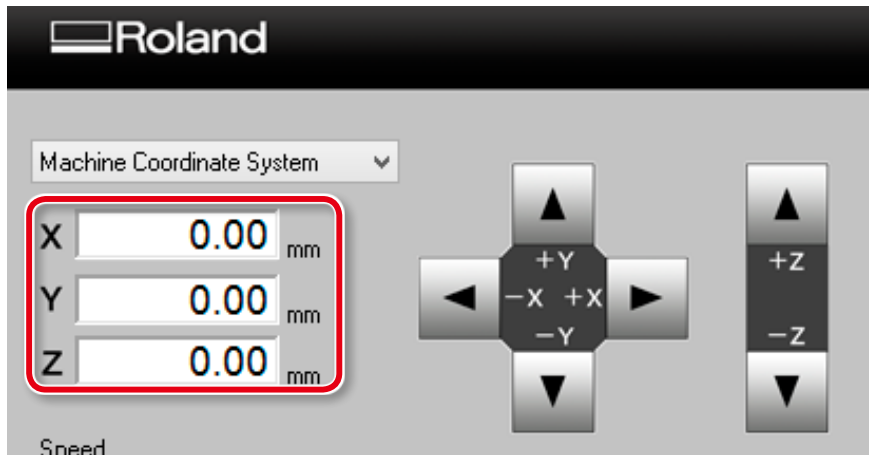 Roland
Machine Coordinate System
X 0.00 mm
Y 0.00 mm
Z 0.00 mm
+Y
-X +X
-Y
+Z
-Z
Speed